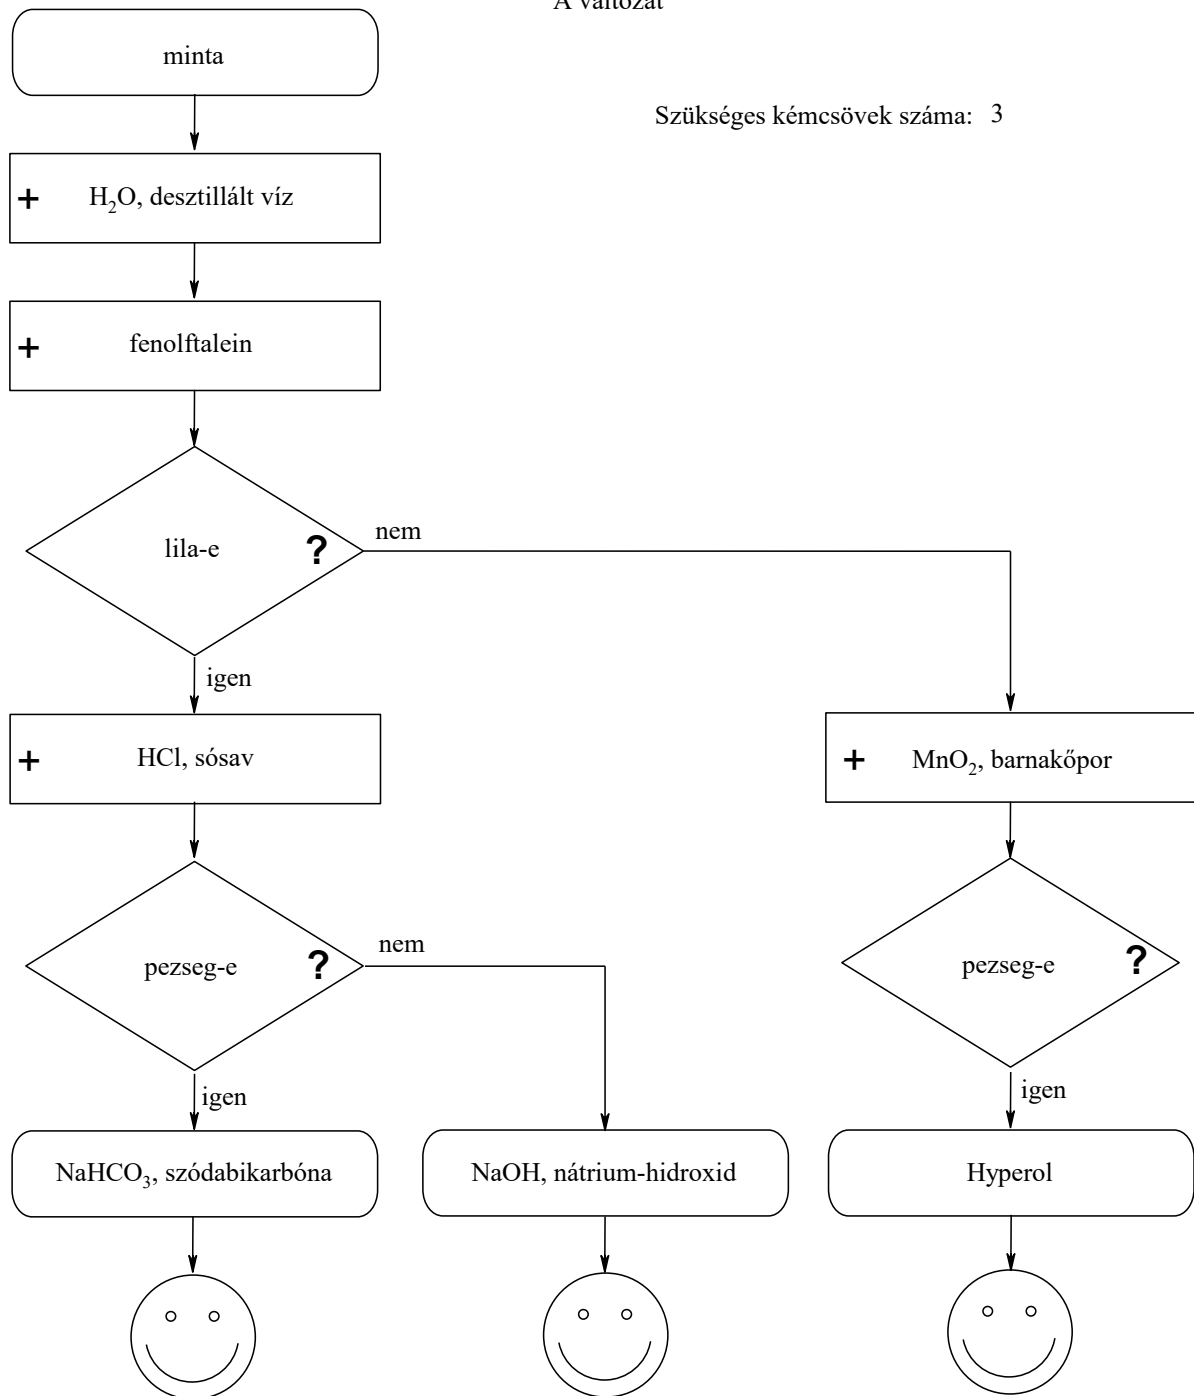 A változat
minta
Szükséges kémcsövek száma: 3
+ H₂O, desztillált víz
+ fenolftalein
lila-e ?
nem
igen
+ HCl, sósav
+ MnO₂, barnakőpor
pezseg-e ?
nem
pezseg-e ?
igen
igen
NaHCO₃, szódabikarbóna
NaOH, nátrium-hidroxid
Hyperol